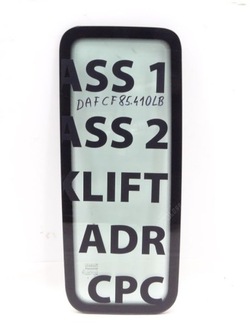 ASS 1
DAFCF85.410LB
ASS 2
KLIFT
ADR
CPC